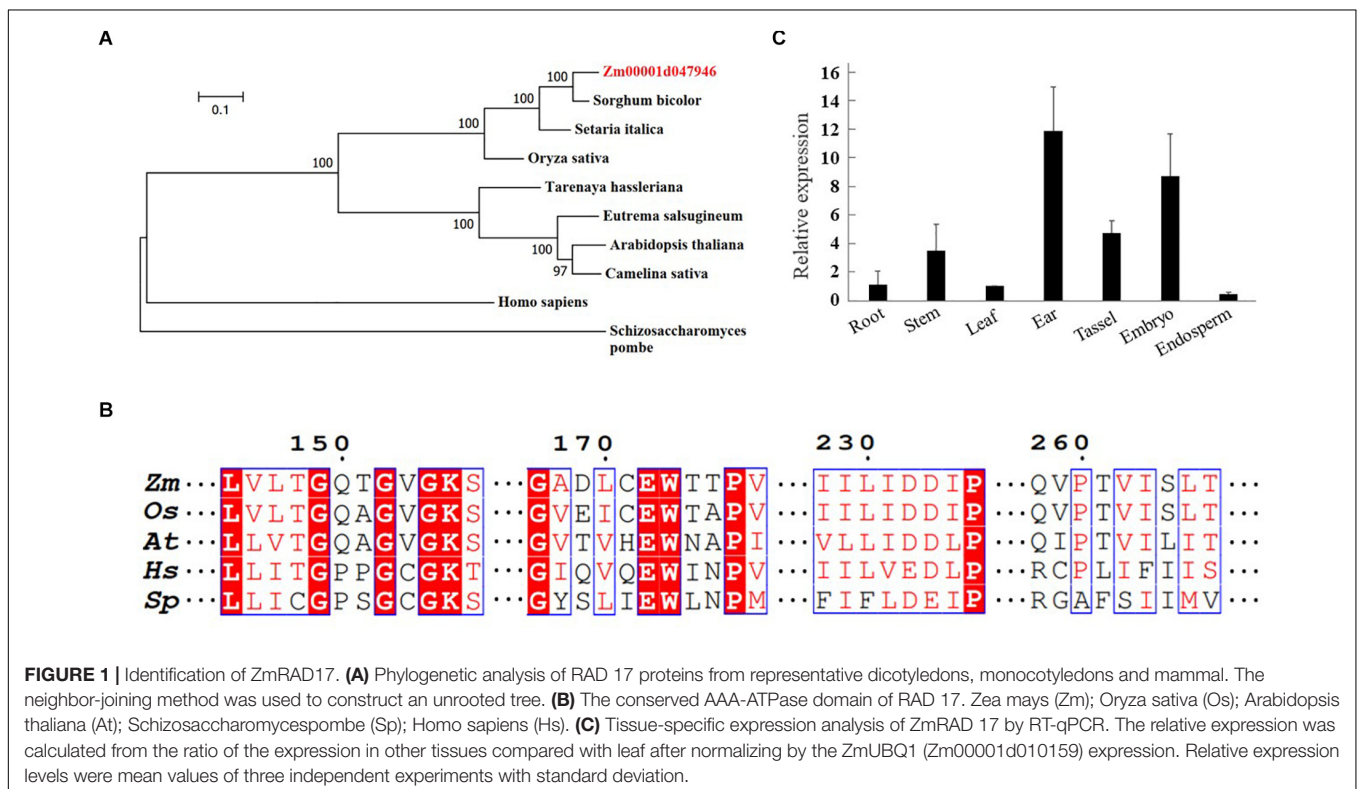 A
0.1
100
100
100
100
100
100
97
Zm00001d047946
Sorghum bicolor
Setaria italica
Oryza sativa
Tarenaya hassleriana
Eutrema salsugineum
Arabidopsis thaliana
Camelina sativa
Homo sapiens
Schizosaccharomyces
pombe
C
Relative expression
16
14
12
10
8
6
4
2
0
Root Stem Leaf Ear Tassel Embryo Endosperm
B
150 170 230 260
Zm ··· LVLTGQTGVGKS ··· GADLCEWTTPV ··· IILIDDIP ··· QVPTVISLT ···
Os ··· LVLTGQAGVGKS ··· GVEICEWTAPV ··· IILIDDIP ··· QVPTVISLT ···
At ··· LLVTGQAGVGKS ··· GVTVHEWNAPI ··· VLLIDDLP ··· QIPTVILIT ···
Hs ··· LLITGPPGCGKT ··· GIQVQEWINPV ··· IILVEDLP ··· RCPLIFIIS ···
Sp ··· LLICGPSGCGKS ··· GYSLIEWLNPM ··· FIFLDEIP ··· RGAFSIIMV ···
FIGURE 1 | Identification of ZmRAD17. (A) Phylogenetic analysis of RAD 17 proteins from representative dicotyledons, monocotyledons and mammal. The
neighbor-joining method was used to construct an unrooted tree. (B) The conserved AAA-ATPase domain of RAD 17. Zea mays (Zm); Oryza sativa (Os); Arabidopsis
thaliana (At); Schizosaccharomycespombe (Sp); Homo sapiens (Hs). (C) Tissue-specific expression analysis of ZmRAD 17 by RT-qPCR. The relative expression was
calculated from the ratio of the expression in other tissues compared with leaf after normalizing by the ZmUBQ1 (Zm00001d010159) expression. Relative expression
levels were mean values of three independent experiments with standard deviation.